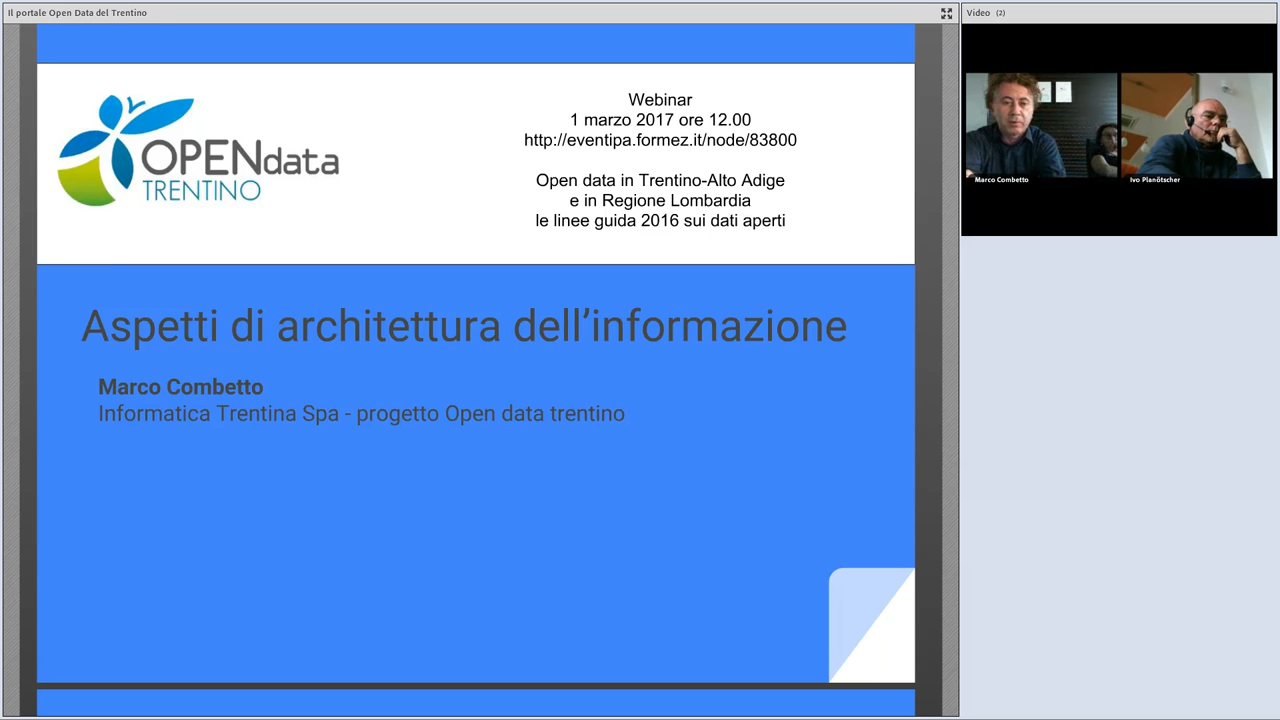 Il portale Open Data del Trentino
Video (2)
OPENdata
TRENTINO
Webinar
1 marzo 2017 ore 12.00
http://eventipa.formez.it/node/83800
Open data in Trentino-Alto Adige
e in Regione Lombardia
le linee guida 2016 sui dati aperti
Aspetti di architettura dell’informazione
Marco Combetto
Informatica Trentina Spa - progetto Open data trentino
Marco Combetto
Ivo Planötscher